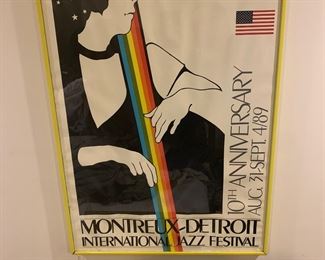 10TH ANNIVERSARY
AUG. 31-SEPT. 4/89
MONTREUX-DETROIT
INTERNATIONAL JAZZ FESTIVAL